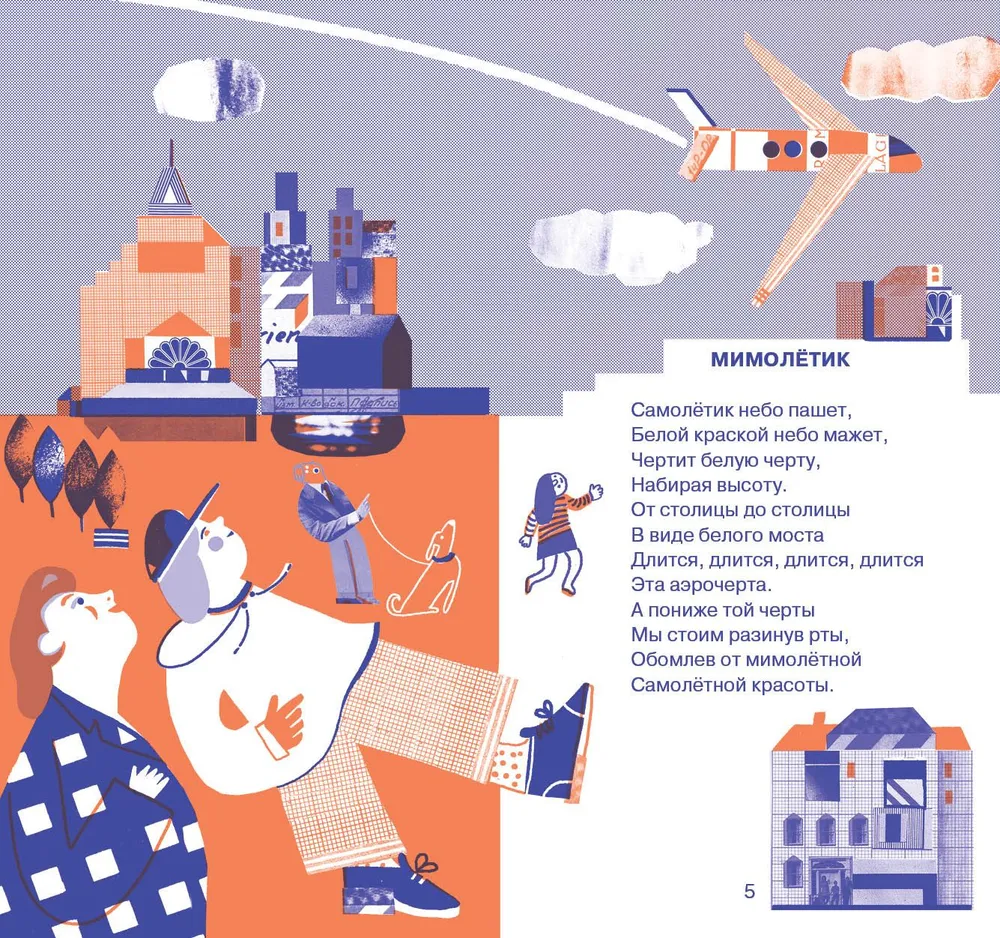 МИМОЛЁТИК
Самолётик небо пашет,
Белой краской небо мажет,
Чертит белую черту,
Набирая высоту.
От столицы до столицы
В виде белого моста
Длится, длится, длится, длится
Эта аэрочерта.
А пониже той черты
Мы стоим разинув рты,
Обомлев от мимолётной
Самолётной красоты.
5
rien
LAG